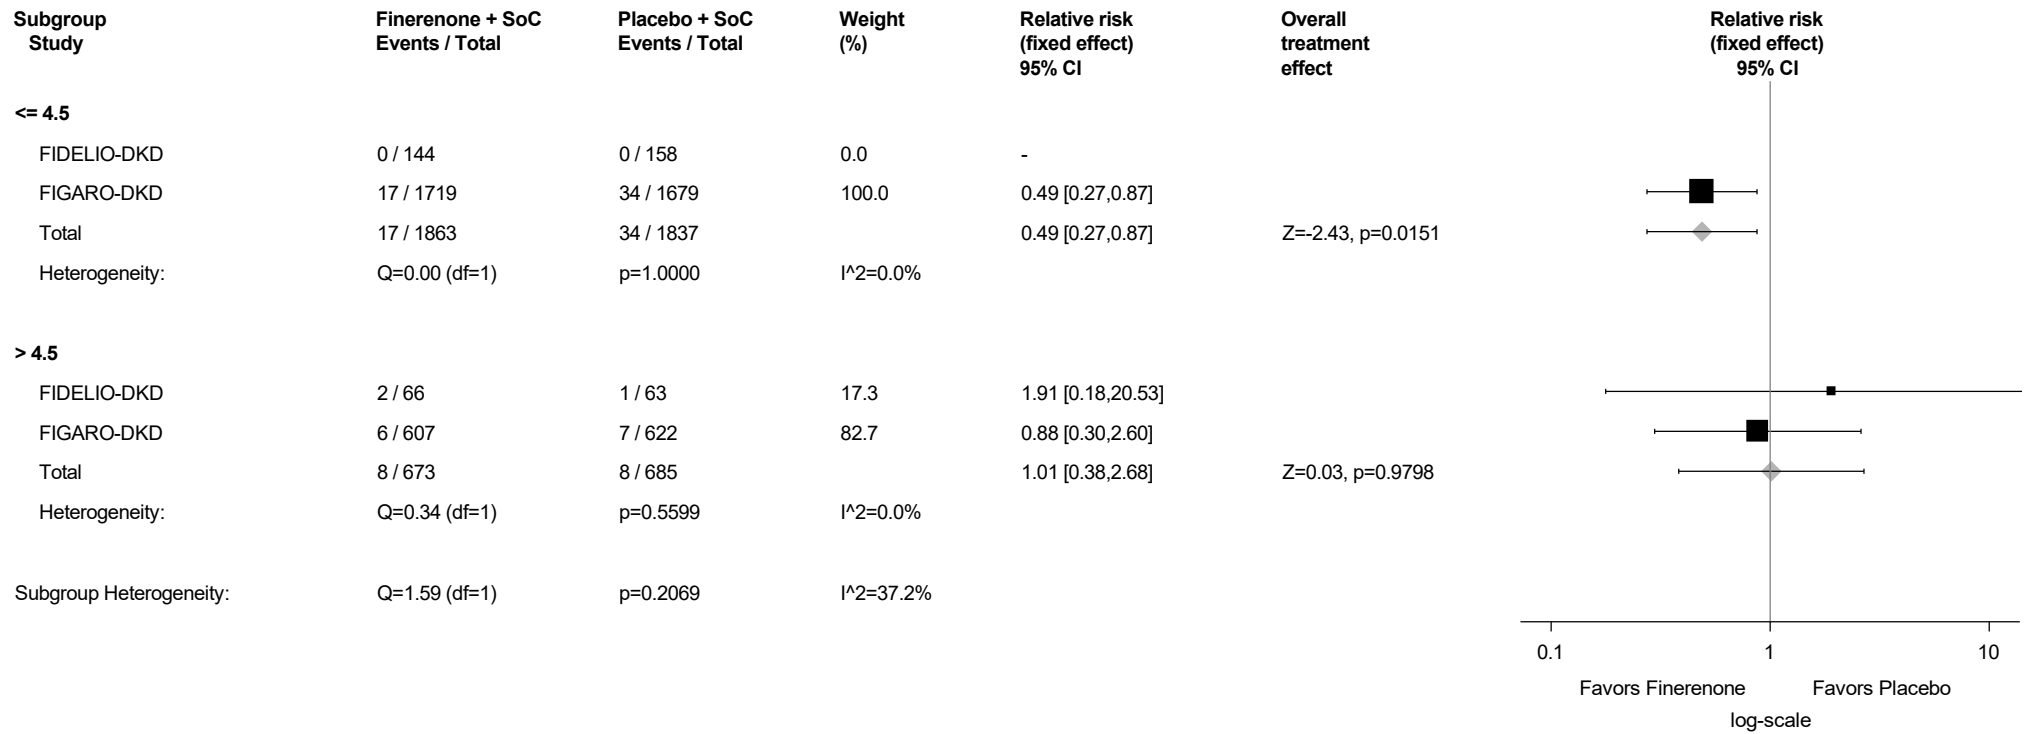 Subgroup Finerenone + SoC Placebo + SoC Weight Relative risk Overall Relative risk
Study Events / Total Events / Total (%) (fixed effect) treatment (fixed effect)
95% CI effect 95% CI
<= 4.5
FIDELIO-DKD 0 / 144 0 / 158 0.0 -
FIGARO-DKD 17 / 1719 34 / 1679 100.0 0.49 [0.27,0.87]
Total 17 / 1863 34 / 1837 0.49 [0.27,0.87] Z=-2.43, p=0.0151
Heterogeneity: Q=0.00 (df=1) p=1.0000 I^2=0.0%
> 4.5
FIDELIO-DKD 2 / 66 1 / 63 17.3 1.91 [0.18,20.53]
FIGARO-DKD 6 / 607 7 / 622 82.7 0.88 [0.30,2.60]
Total 8 / 673 8 / 685 1.01 [0.38,2.68] Z=0.03, p=0.9798
Heterogeneity: Q=0.34 (df=1) p=0.5599 I^2=0.0%
Subgroup Heterogeneity: Q=1.59 (df=1) p=0.2069 I^2=37.2%
0.1 1 10
Favors Finerenone Favors Placebo
log-scale